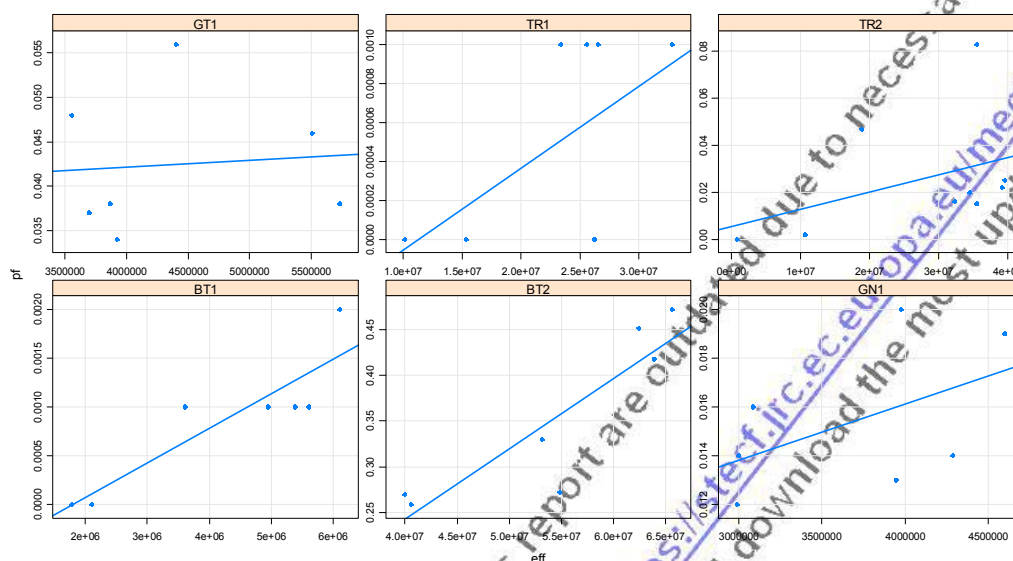 GT1 TR1 TR2
0.035 0.040 0.045 0.050 0.055
3500000 4000000 4500000 5000000 5500000
0.0000 0.0002 0.0004 0.0006 0.0008 0.0010
1.0e+07 1.5e+07 2.0e+07 2.5e+07 3.0e+07
0.00 0.02 0.04 0.06 0.08
0e+00 1e+07 2e+07 3e+07
pf
BT1 BT2 GN1
0.0000 0.0005 0.0010 0.0015 0.0020
2e+06 3e+06 4e+06 5e+06 6e+06
0.25 0.30 0.35 0.40 0.45
4.0e+07 4.5e+07 5.0e+07 5.5e+07 6.0e+07 6.5e+07
0.012 0.014 0.016 0.018 0.020
3000000 3500000 4000000 4500000
eff
report are outdated due to
stecf.jrc.ec.europa.eu/
download the most